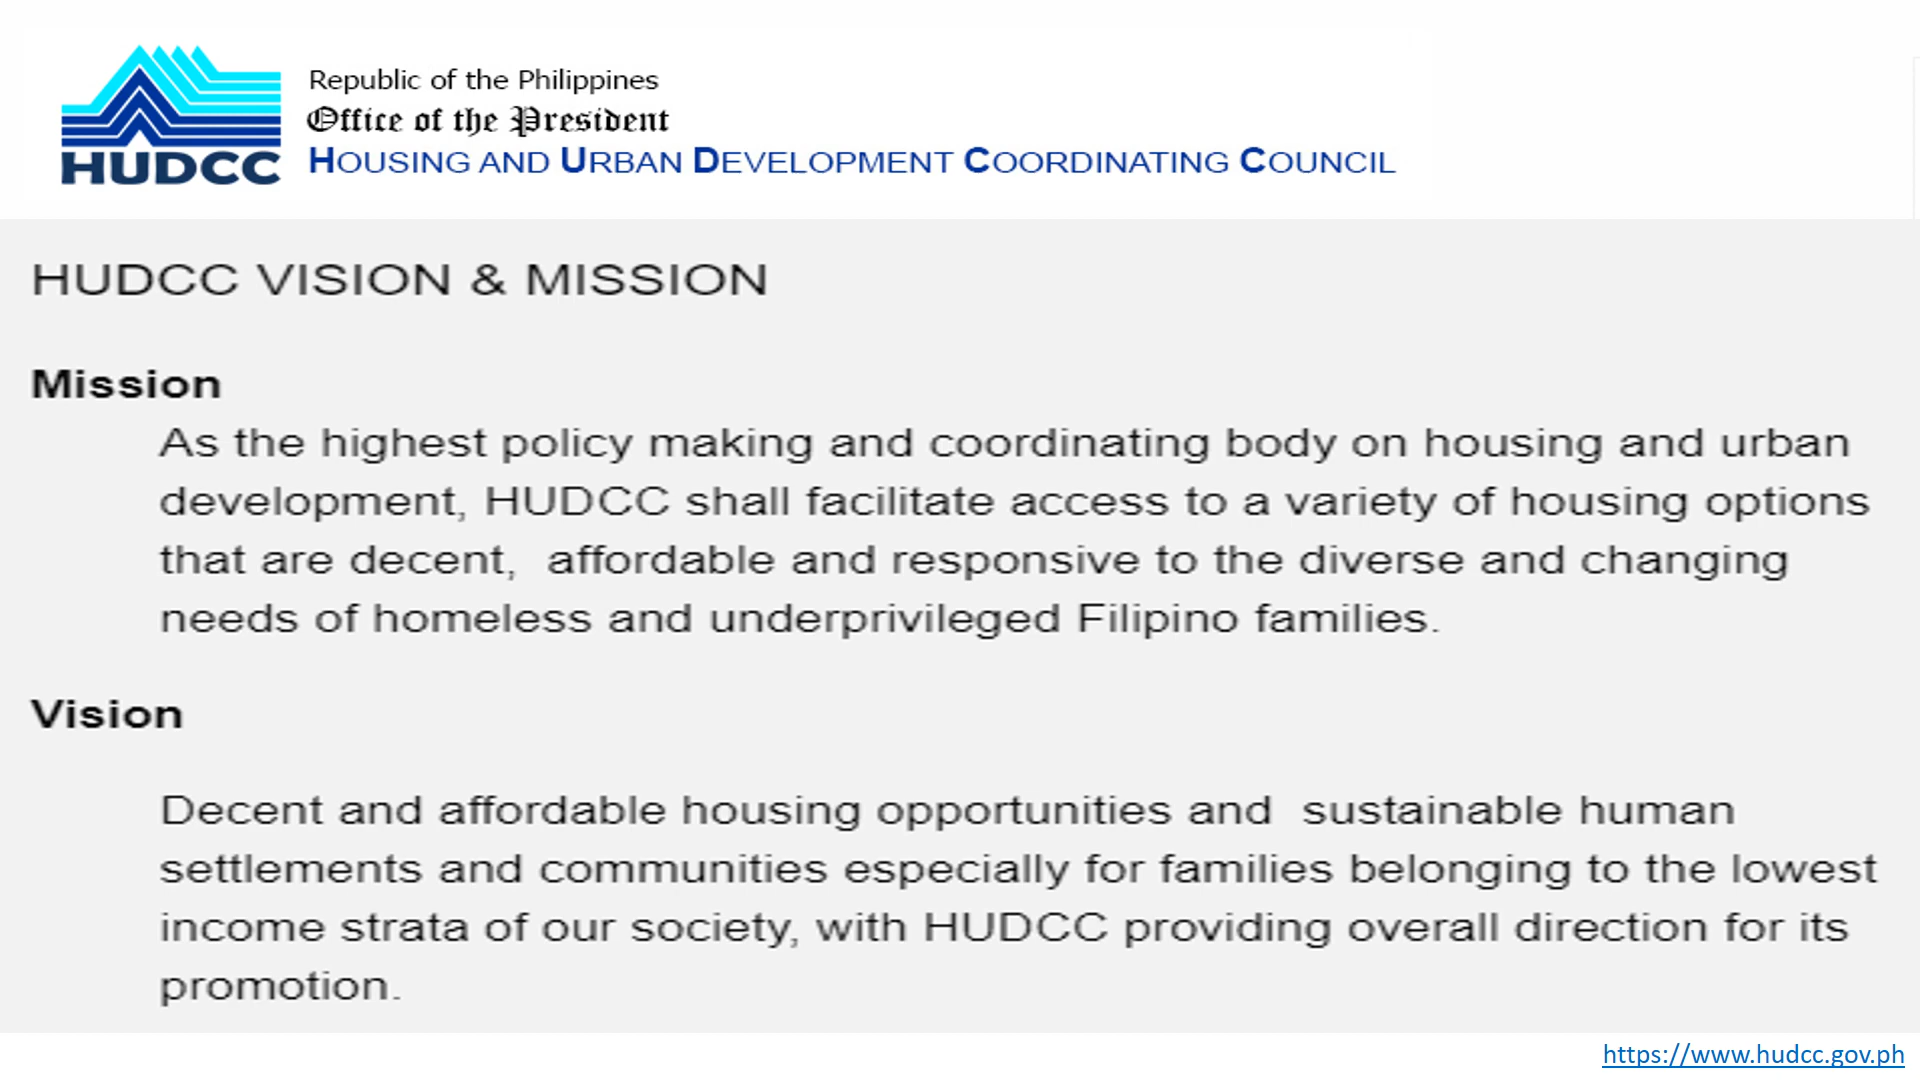 HUDCC
Republic of the Philippines
Office of the President
HOUSING AND URBAN DEVELOPMENT COORDINATING COUNCIL
HUDCC VISION & MISSION
Mission
As the highest policy making and coordinating body on housing and urban
development, HUDCC shall facilitate access to a variety of housing options
that are decent,  affordable and responsive to the diverse and changing
needs of homeless and underprivileged Filipino families.
Vision
Decent and affordable housing opportunities and  sustainable human
settlements and communities especially for families belonging to the lowest
income strata of our society, with HUDCC providing overall direction for its
promotion.
https://www.hudcc.gov.ph